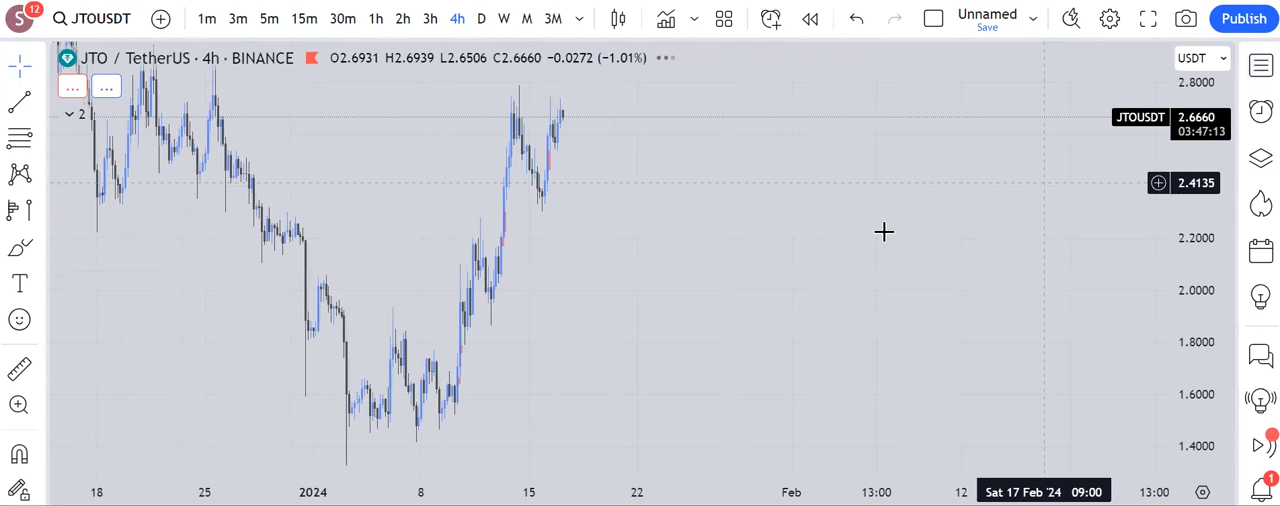 S 12 JTOUSDT 1m 3m 5m 15m 30m 1h 2h 3h 4h D W M 3M Unnamed Save Publish
JTO / TetherUS · 4h · BINANCE O2.6931 H2.6939 L2.6506 C2.6660 −0.0272 (−1.01%) USDT
... ...
2.8000
2
JTOUSDT 2.6660
03:47:13
2.4135
2.2000
2.0000
1.8000
1.6000
1.4000
T
1
18 25 2024 8 15 22 Feb 13:00 12 Sat 17 Feb '24 09:00 13:00